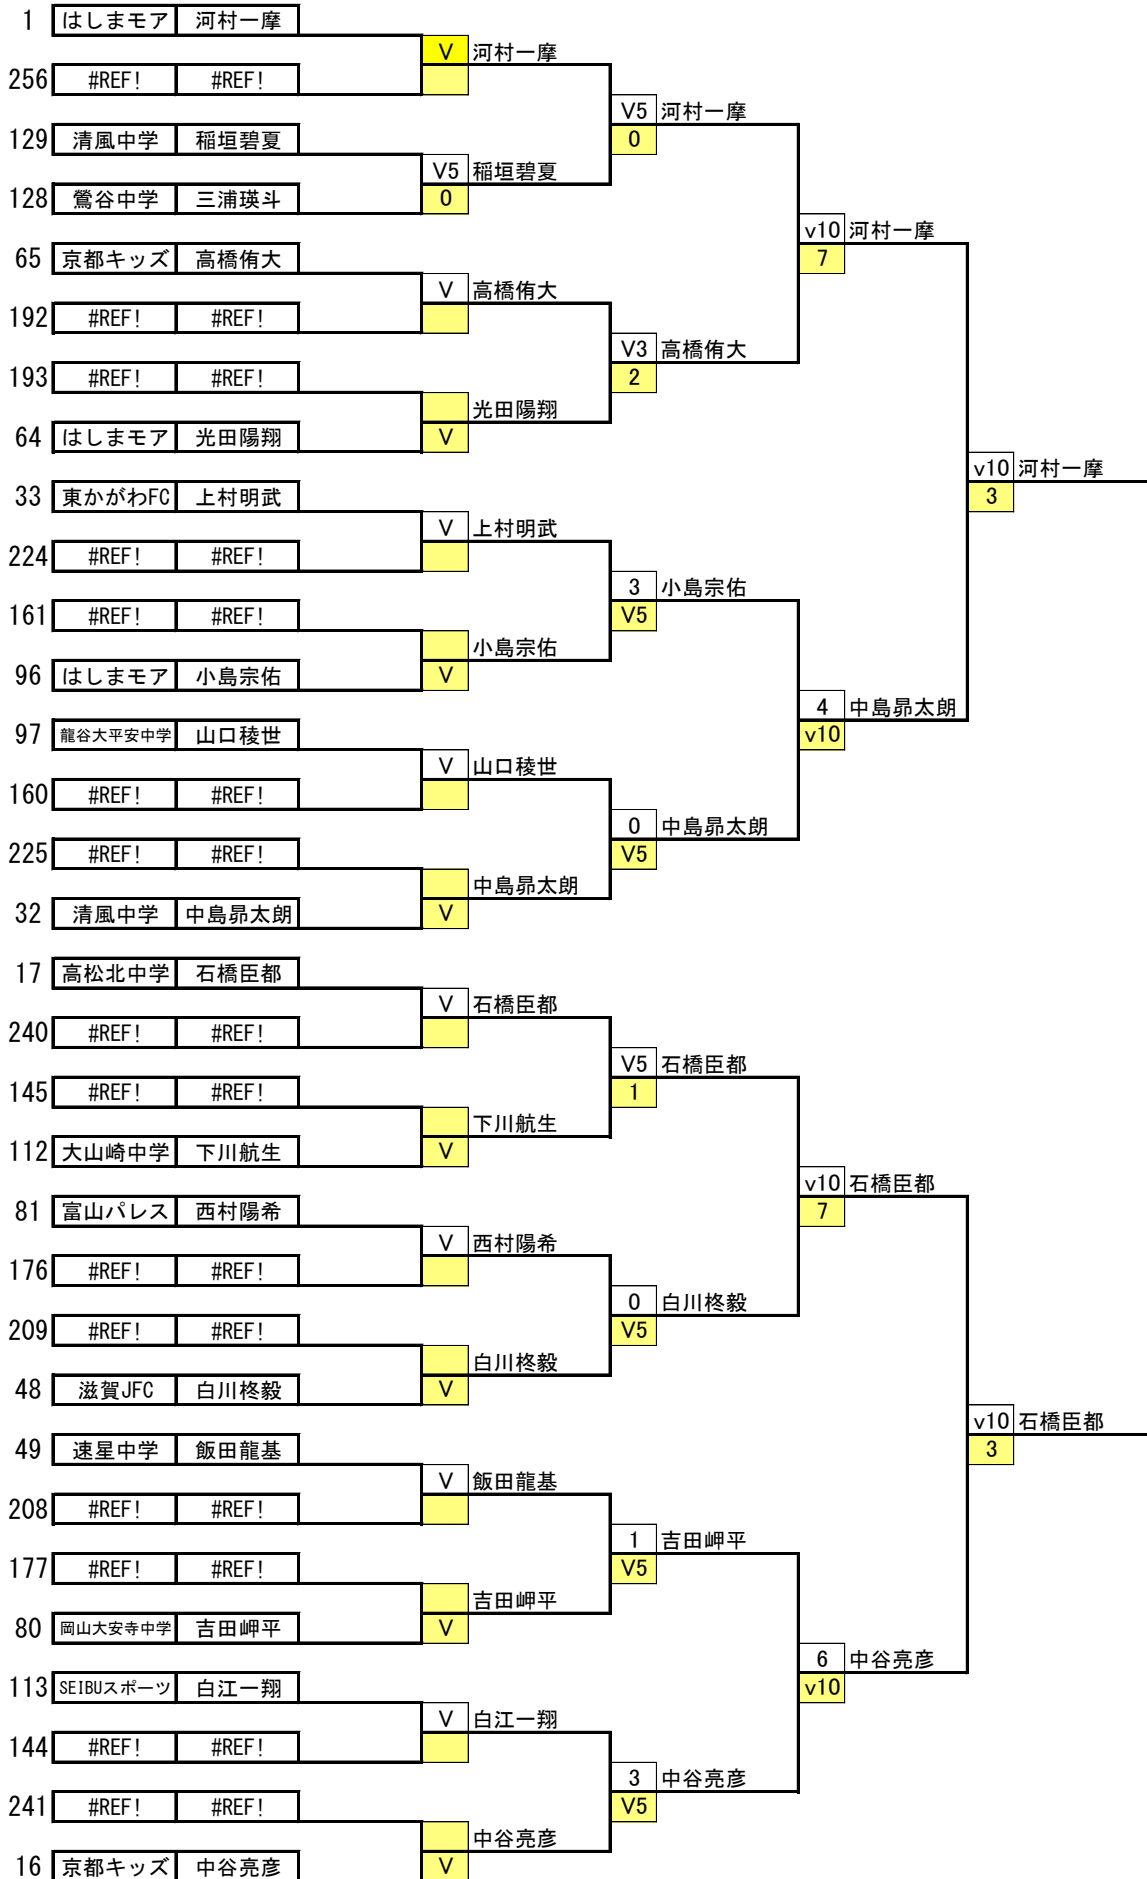 1 はしまモア 河村一摩
V 河村一摩
256 #REF! #REF!
V5 河村一摩
129 清風中学 稲垣碧夏
0
V5 稲垣碧夏
128 鶯谷中学 三浦瑛斗
0
v10 河村一摩
65 京都キッズ 高橋侑大
7
V 高橋侑大
192 #REF! #REF!
V3 高橋侑大
193 #REF! #REF!
2
光田陽翔
64 はしまモア 光田陽翔
V
v10 河村一摩
33 東かがわFC 上村明武
3
V 上村明武
224 #REF! #REF!
3 小島宗佑
161 #REF! #REF!
V5
小島宗佑
96 はしまモア 小島宗佑
V
4 中島昴太朗
97 龍谷大平安中学 山口稜世
v10
V 山口稜世
160 #REF! #REF!
0 中島昴太朗
225 #REF! #REF!
V5
中島昴太朗
32 清風中学 中島昴太朗
V
17 高松北中学 石橋臣都
V 石橋臣都
240 #REF! #REF!
V5 石橋臣都
145 #REF! #REF!
1
下川航生
112 大山崎中学 下川航生
V
v10 石橋臣都
81 富山パレス 西村陽希
7
V 西村陽希
176 #REF! #REF!
0 白川柊毅
209 #REF! #REF!
V5
白川柊毅
48 滋賀JFC 白川柊毅
V
v10 石橋臣都
49 速星中学 飯田龍基
3
V 飯田龍基
208 #REF! #REF!
1 吉田岬平
177 #REF! #REF!
V5
吉田岬平
80 岡山大安寺中学 吉田岬平
V
6 中谷亮彦
113 SEIBUスポーツ 白江一翔
v10
V 白江一翔
144 #REF! #REF!
3 中谷亮彦
241 #REF! #REF!
V5
中谷亮彦
16 京都キッズ 中谷亮彦
V